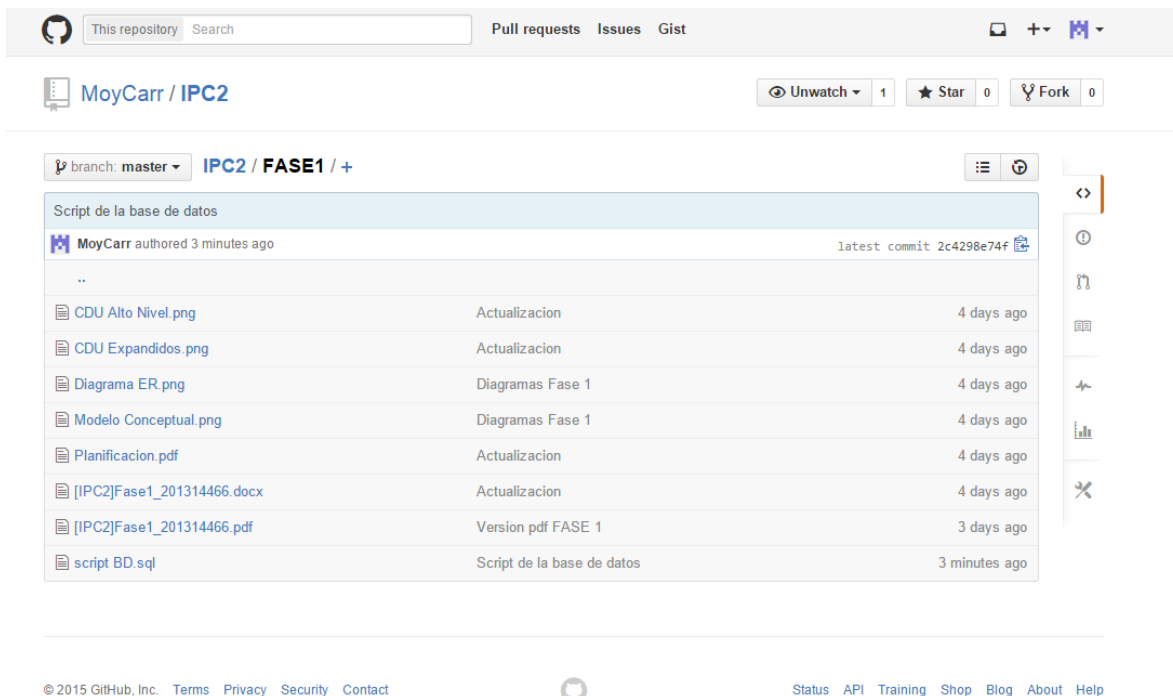 This repository Search Pull requests Issues Gist
MoyCarr / IPC2 Unwatch 1 Star 0 Fork 0
branch: master IPC2 / FASE1 / +
Script de la base de datos
MoyCarr authored 3 minutes ago latest commit 2c4298e74f
..
CDU Alto Nivel.png Actualizacion 4 days ago
CDU Expandidos.png Actualizacion 4 days ago
Diagrama ER.png Diagramas Fase 1 4 days ago
Modelo Conceptual.png Diagramas Fase 1 4 days ago
Planificacion.pdf Actualizacion 4 days ago
[IPC2]Fase1_201314466.docx Actualizacion 4 days ago
[IPC2]Fase1_201314466.pdf Version pdf FASE 1 3 days ago
script BD.sql Script de la base de datos 3 minutes ago
© 2015 GitHub, Inc. Terms Privacy Security Contact Status API Training Shop Blog About Help